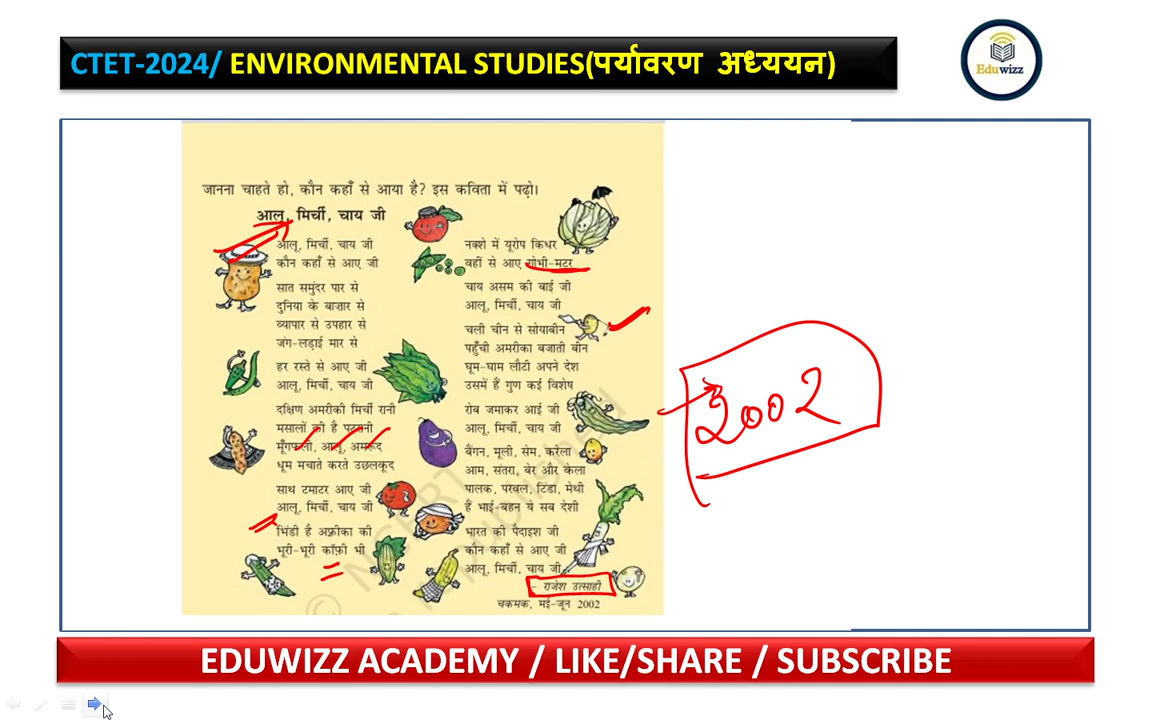 CTET-2024/ ENVIRONMENTAL STUDIES(पर्यावरण अध्ययन)
Eduwizz
जानना चाहते हो, कौन कहाँ से आया है? इस कविता में पढ़ो।
आलू, मिर्ची, चाय जी
आलू, मिर्ची, चाय जी
कौन कहाँ से आए जी
सात समुंदर पार से
दुनिया के बाज़ार से
व्यापार से उपहार से
जंग-लड़ाई मार से
हर रस्ते से आए जी
आलू, मिर्ची, चाय जी
दक्षिण अमरीकी मिर्ची रानी
मसालों की है पटरानी
मूँगफली, आलू, अमरूद
धूम मचाते करते उछलकूद
साथ टमाटर आए जी
आलू, मिर्ची, चाय जी
भिंडी है अफ्रीका की
भूरी-भूरी कॉफ़ी भी
नक्शे में यूरोप किधर
वहीं से आए गोभी-मटर
चाय असम की बाई जी
आलू, मिर्ची, चाय जी
चली चीन से सोयाबीन
पहुँची अमरीका बजाती बीन
घूम-घाम लौटी अपने देश
उसमें हैं गुण कई विशेष
रोब जमाकर आई जी
आलू, मिर्ची, चाय जी
बैंगन, मूली, सेम, करेला
आम, संतरा, बेर और केला
पालक, परवल, टिंडा, मेथी
हैं भाई-बहन ये सब देशी
भारत की पैदाइश जी
कौन कहाँ से आए जी
आलू, मिर्ची, चाय जी
- राजेश उत्साही
चकमक, मई-जून 2002
2002
© NCERT
published
EDUWIZZ ACADEMY / LIKE/SHARE / SUBSCRIBE